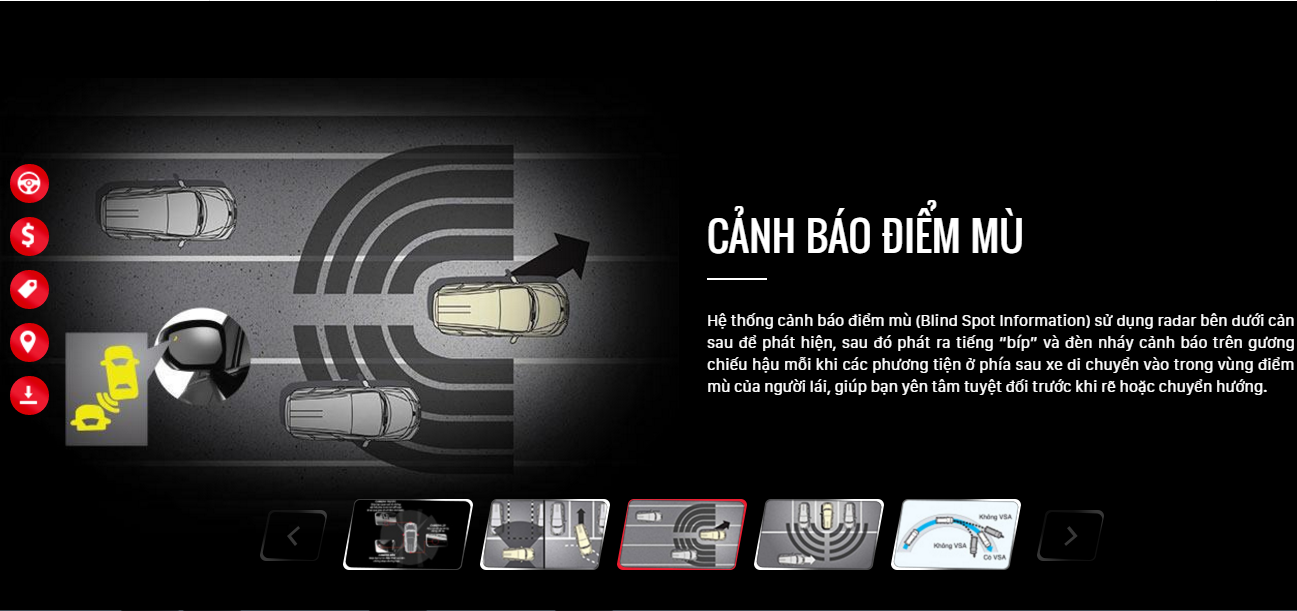 CẢNH BÁO ĐIỂM MÙ
Hệ thống cảnh báo điểm mù (Blind Spot Information) sử dụng radar bên dưới cản
sau để phát hiện, sau đó phát ra tiếng “bíp” và đèn nháy cảnh báo trên gương
chiếu hậu mỗi khi các phương tiện ở phía sau xe di chuyển vào trong vùng điểm
mù của người lái, giúp bạn yên tâm tuyệt đối trước khi rẽ hoặc chuyển hướng.
Không VSA
Không VSA
Có VSA